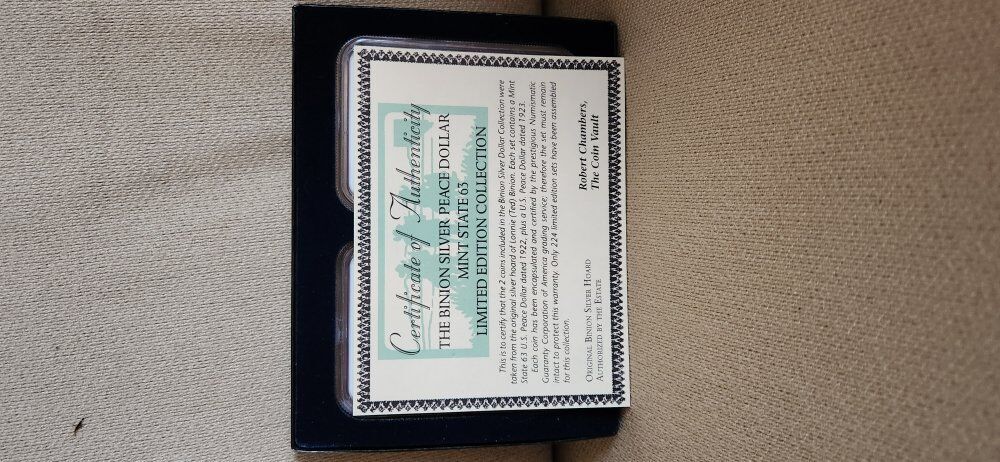 Certificate of Authenticity
THE BINION SILVER PEACE DOLLAR
MINT STATE 63
LIMITED EDITION COLLECTION
This is to certify that the 2 coins included in the Binion Silver Dollar Collection were
taken from the original silver hoard of Lonnie (Ted) Binion. Each set contains a Mint
State 63 U.S. Peace Dollar dated 1922, plus a U.S. Peace Dollar dated 1923.
Each coin has been encapsulated and certified by the prestigious Numismatic
Guaranty Corporation of America grading service, therefore the set must remain
intact to protect this warranty. Only 224 limited edition sets have been assembled
for this collection.
ORIGINAL BINION SILVER HOARD
AUTHORIZED BY THE ESTATE
Robert Chambers,
The Coin Vault